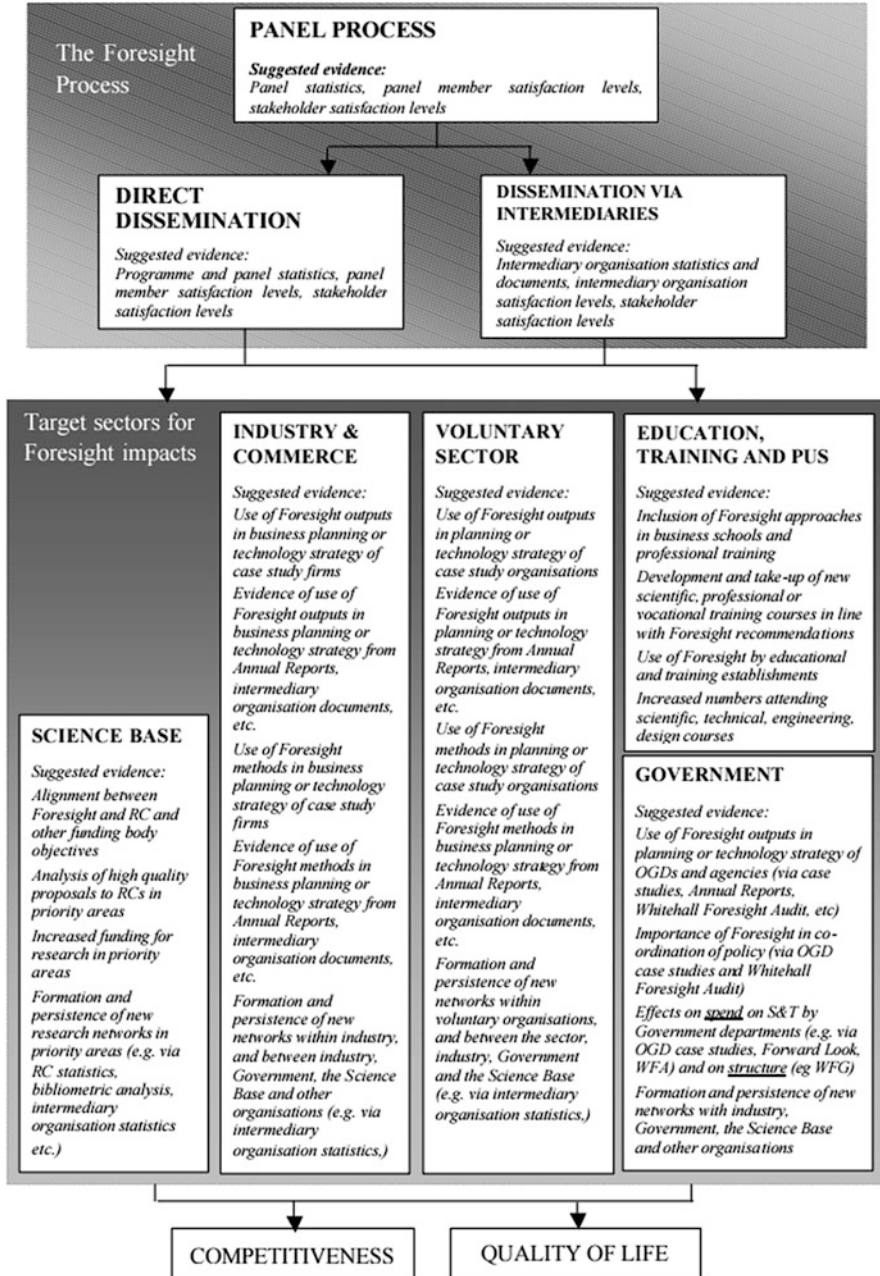 The Foresight
Process
PANEL PROCESS
Suggested evidence:
Panel statistics, panel member satisfaction levels,
stakeholder satisfaction levels
DIRECT
DISSEMINATION
Suggested evidence:
Programme and panel statistics, panel
member satisfaction levels, stakeholder
satisfaction levels
DISSEMINATION VIA
INTERMEDIARIES
Suggested evidence:
Intermediary organisation statistics and
documents, intermediary organisation
satisfaction levels, stakeholder
satisfaction levels
Target sectors for
Foresight impacts
SCIENCE BASE
Suggested evidence:
Alignment between
Foresight and RC and
other funding body
objectives
Analysis of high quality
proposals to RCs in
priority areas
Increased funding for
research in priority
areas
Formation and
persistence of new
research networks in
priority areas (e.g. via
RC statistics,
bibliometric analysis,
intermediary
organisation statistics
etc.)
INDUSTRY &
COMMERCE
Suggested evidence:
Use of Foresight outputs
in business planning or
technology strategy of
case study firms
Evidence of use of
Foresight outputs in
business planning or
technology strategy from
Annual Reports,
intermediary
organisation documents,
etc.
Use of Foresight
methods in business
planning or technology
strategy of case study
firms
Evidence of use of
Foresight methods in
business planning or
technology strategy from
Annual Reports,
intermediary
organisation documents,
etc.
Formation and
persistence of new
networks within industry,
and between industry,
Government, the Science
Base and other
organisations (e.g. via
intermediary
organisation statistics,)
VOLUNTARY
SECTOR
Suggested evidence:
Use of Foresight outputs
in planning or
technology strategy of
case study organisations
Evidence of use of
Foresight outputs in
planning or technology
strategy from Annual
Reports, intermediary
organisation documents,
etc.
Use of Foresight
methods in planning or
technology strategy of
case study organisations
Evidence of use of
Foresight methods in
business planning or
technology strategy from
Annual Reports,
intermediary
organisation documents,
etc.
Formation and
persistence of new
networks within
voluntary organisations,
and between the sector,
industry, Government
and the Science Base
(e.g. via intermediary
organisation statistics,)
EDUCATION,
TRAINING AND PUS
Suggested evidence:
Inclusion of Foresight approaches
in business schools and
professional training
Development and take-up of new
scientific, professional or
vocational training courses in line
with Foresight recommendations
Use of Foresight by educational
and training establishments
Increased numbers attending
scientific, technical, engineering,
design courses
GOVERNMENT
Suggested evidence:
Use of Foresight outputs in
planning or technology strategy of
OGDs and agencies (via case
studies, Annual Reports,
Whitehall Foresight Audit, etc)
Importance of Foresight in co-
ordination of policy (via OGD
case studies and Whitehall
Foresight Audit)
Effects on spend on S&T by
Government departments (e.g. via
OGD case studies, Forward Look,
WFA) and on structure (eg WFG)
Formation and persistence of new
networks with industry,
Government, the Science Base
and other organisations
COMPETITIVENESS
QUALITY OF LIFE